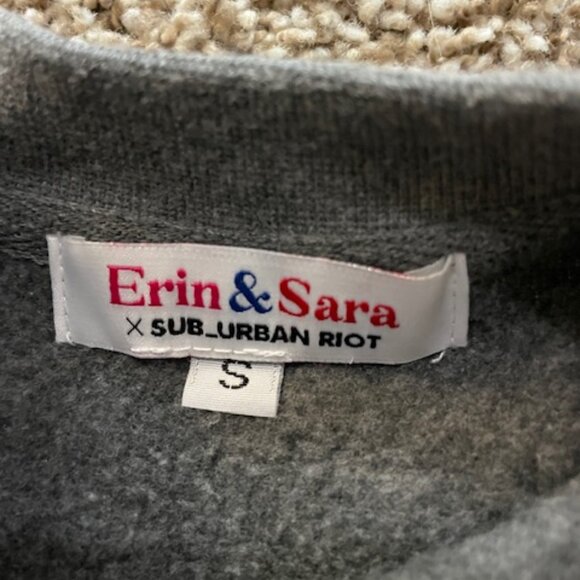 Erin & Sara
X SUB_URBAN RIOT
S